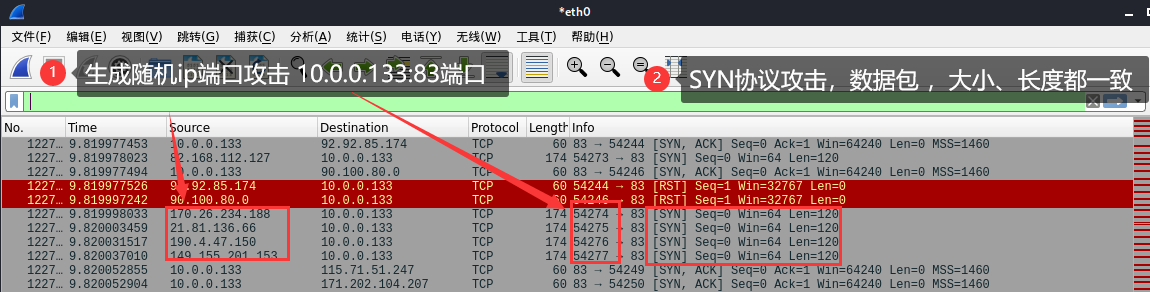 *eth0
文件(F) 编辑(E) 视图(V) 跳转(G) 捕获(C) 分析(A) 统计(S) 电话(Y) 无线(W) 工具(T) 帮助(H)
1 生成随机ip端口攻击 10.0.0.133:83端口
2 SYN协议攻击，数据包 ，大小、长度都一致
No. Time Source Destination Protocol Length Info
1227… 9.819977453 10.0.0.133 92.92.85.174 TCP 60 83 → 54244 [SYN, ACK] Seq=0 Ack=1 Win=64240 Len=0 MSS=1460
1227… 9.819978023 82.168.112.127 10.0.0.133 TCP 174 54273 → 83 [SYN] Seq=0 Win=64 Len=120
1227… 9.819977494 10.0.0.133 90.100.80.0 TCP 60 83 → 54246 [SYN, ACK] Seq=0 Ack=1 Win=64240 Len=0 MSS=1460
1227… 9.819977526 92.92.85.174 10.0.0.133 TCP 60 54244 → 83 [RST] Seq=1 Win=32767 Len=0
1227… 9.819997242 90.100.80.0 10.0.0.133 TCP 60 54246 → 83 [RST] Seq=1 Win=32767 Len=0
1227… 9.819998033 170.26.234.188 10.0.0.133 TCP 174 54274 → 83 [SYN] Seq=0 Win=64 Len=120
1227… 9.820003459 21.81.136.66 10.0.0.133 TCP 174 54275 → 83 [SYN] Seq=0 Win=64 Len=120
1227… 9.820031517 190.4.47.150 10.0.0.133 TCP 174 54276 → 83 [SYN] Seq=0 Win=64 Len=120
1227… 9.820037010 149.155.201.153 10.0.0.133 TCP 174 54277 → 83 [SYN] Seq=0 Win=64 Len=120
1227… 9.820052855 10.0.0.133 115.71.51.247 TCP 60 83 → 54249 [SYN, ACK] Seq=0 Ack=1 Win=64240 Len=0 MSS=1460
1227… 9.820052904 10.0.0.133 171.202.104.207 TCP 60 83 → 54250 [SYN, ACK] Seq=0 Ack=1 Win=64240 Len=0 MSS=1460